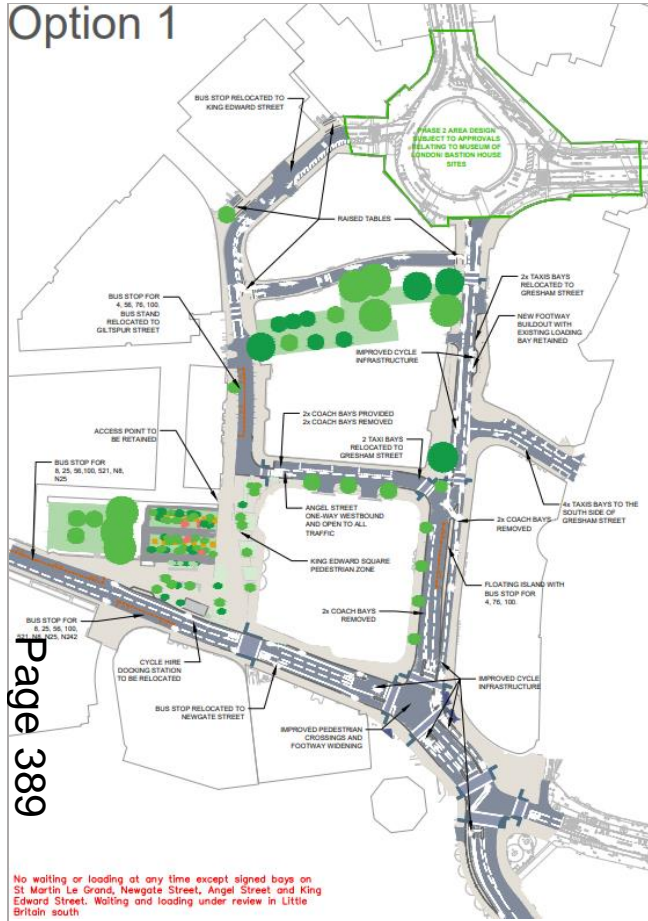 Option 1
BUS STOP RELOCATED TO
KING EDWARD STREET
PHASE 2 AREA DESIGN
SUBJECT TO APPROVALS
RELATING TO MUSEUM OF
LONDON/ BASTION HOUSE
SITES
RAISED TABLES
BUS STOP FOR
4, 56, 76, 100.
BUS STAND
RELOCATED TO
GILTSPUR STREET
2x TAXIS BAYS
RELOCATED TO
GRESHAM STREET
NEW FOOTWAY
BUILDOUT WITH
EXISTING LOADING
BAY RETAINED
IMPROVED CYCLE
INFRASTRUCTURE
ACCESS POINT TO
BE RETAINED
2x COACH BAYS PROVIDED
2x COACH BAYS REMOVED
2 TAXI BAYS
RELOCATED TO
GRESHAM STREET
BUS STOP FOR
8, 25, 56,100, 521, N8,
N25
ANGEL STREET
ONE-WAY WESTBOUND
AND OPEN TO ALL
TRAFFIC
4x TAXIS BAYS TO THE
SOUTH SIDE OF
GRESHAM STREET
2x COACH BAYS
REMOVED
KING EDWARD SQUARE
PEDESTRIAN ZONE
FLOATING ISLAND WITH
BUS STOP FOR
4, 76, 100.
2x COACH BAYS
REMOVED
BUS STOP FOR
8, 25, 56, 100,
521, N8, N25, N242
CYCLE HIRE
DOCKING STATION
TO BE RELOCATED
IMPROVED CYCLE
INFRASTRUCTURE
BUS STOP RELOCATED TO
NEWGATE STREET
IMPROVED PEDESTRIAN
CROSSINGS AND
FOOTWAY WIDENING
Page 389
No waiting or loading at any time except signed bays on
St Martin Le Grand, Newgate Street, Angel Street and King
Edward Street. Waiting and loading under review in Little
Britain south